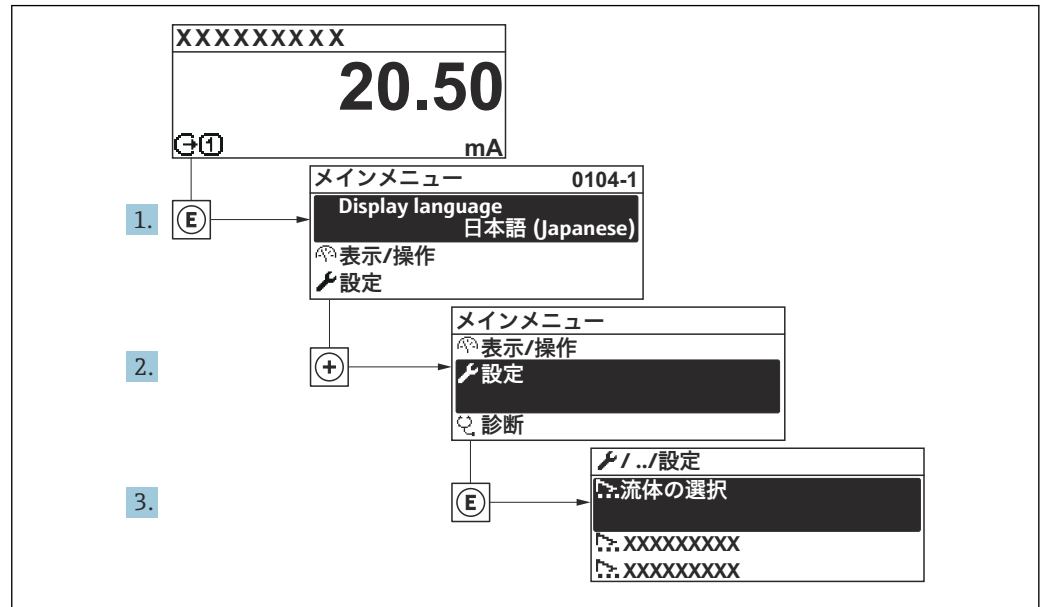 XXXXXXXXX
20.50
mA
1.
E
メインメニュー 0104-1
Display language
日本語 (Japanese)
表示/操作
設定
2.
+
メインメニュー
表示/操作
設定
診断
3.
E
/ ../設定
流体の選択
XXXXXXXXX
XXXXXXXXX